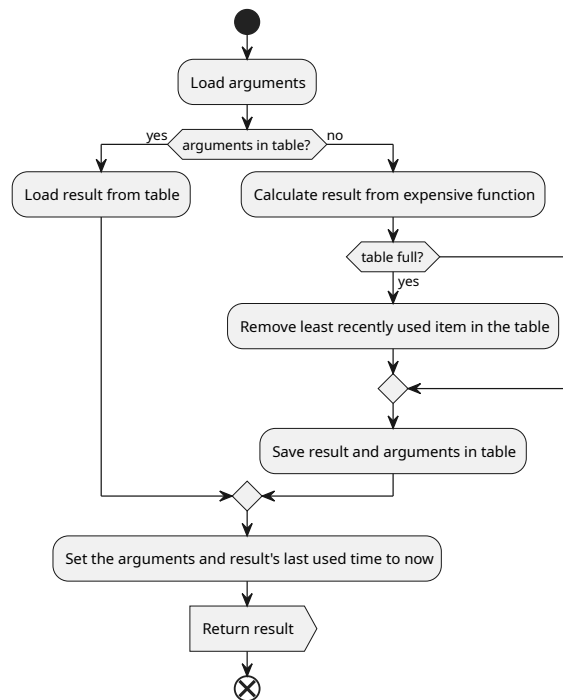 Load arguments
yes
arguments in table?
no
Load result from table
Calculate result from expensive function
table full?
yes
Remove least recently used item in the table
Save result and arguments in table
Set the arguments and result's last used time to now
Return result